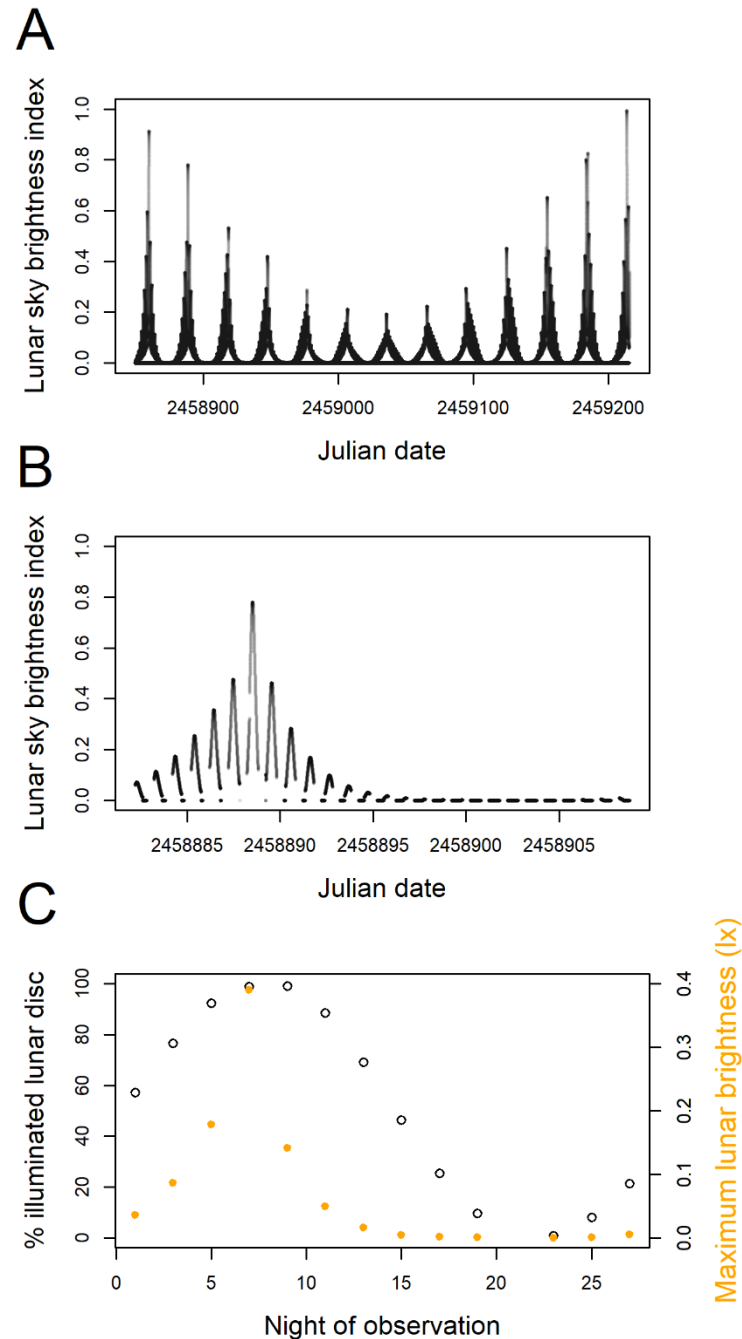 A
Lunar sky brightness index
0.0 0.2 0.4 0.6 0.8 1.0
2458900 2459000 2459100 2459200
Julian date
B
Lunar sky brightness index
0.0 0.2 0.4 0.6 0.8 1.0
2458885 2458890 2458895 2458900 2458905
Julian date
C
% illuminated lunar disc
0 20 40 60 80 100
0.0 0.1 0.2 0.3 0.4
Maximum lunar brightness (lx)
0 5 10 15 20 25
Night of observation